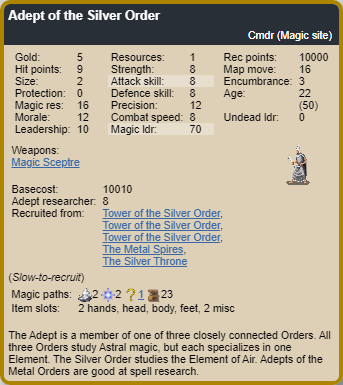 Adept of the Silver Order
Cmdr (Magic site)
Gold: 5 Resources: 1 Rec points: 10000
Hit points: 9 Strength: 8 Map move: 16
Size: 2 Attack skill: 8 Encumbrance: 3
Protection: 0 Defence skill: 8 Age: 22
Magic res: 16 Precision: 12 (50)
Morale: 12 Combat speed: 8 Undead ldr: 0
Leadership: 10 Magic ldr: 70
Weapons:
Magic Sceptre
Basecost: 10010
Adept researcher: 8
Recruited from: Tower of the Silver Order,
Tower of the Silver Order,
Tower of the Silver Order,
The Metal Spires,
The Silver Throne
(Slow-to-recruit)
Magic paths: 2 2 ?1 23
Item slots: 2 hands, head, body, feet, 2 misc
The Adept is a member of one of three closely connected Orders. All
three Orders study Astral magic, but each specializes in one
Element. The Silver Order studies the Element of Air. Adepts of the
Metal Orders are good at spell research.